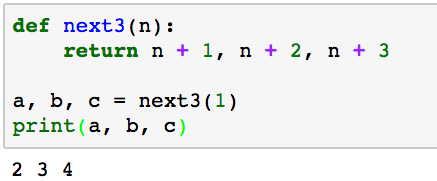 def next3(n):
    return n + 1, n + 2, n + 3

a, b, c = next3(1)
print(a, b, c)
2 3 4